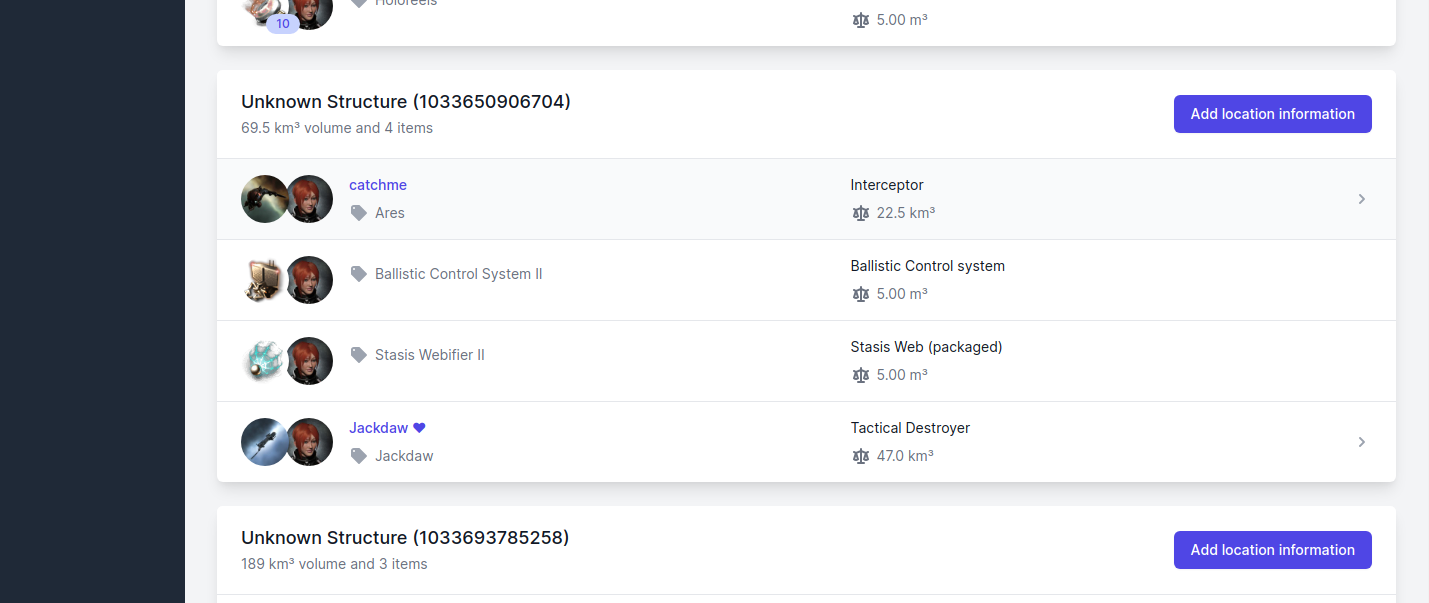 Holoreels
10
5.00 m³
Unknown Structure (1033650906704)
69.5 km³ volume and 4 items
Add location information
catchme
Ares
Interceptor
22.5 km³
Ballistic Control System II
Ballistic Control system
5.00 m³
Stasis Webifier II
Stasis Web (packaged)
5.00 m³
Jackdaw ♥
Jackdaw
Tactical Destroyer
47.0 km³
Unknown Structure (1033693785258)
189 km³ volume and 3 items
Add location information